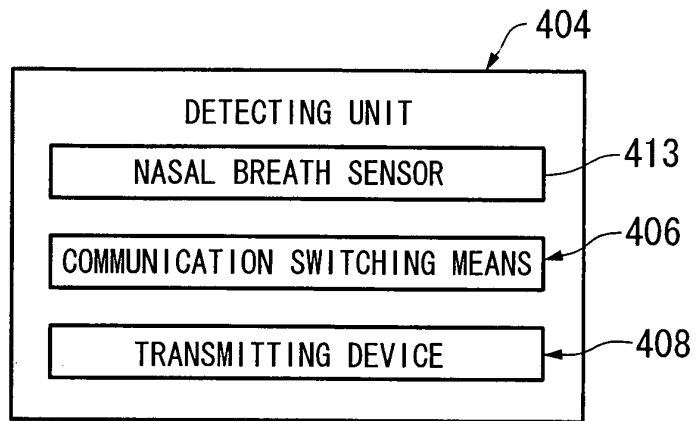 404
DETECTING UNIT
NASAL BREATH SENSOR
413
COMMUNICATION SWITCHING MEANS
406
TRANSMITTING DEVICE
408